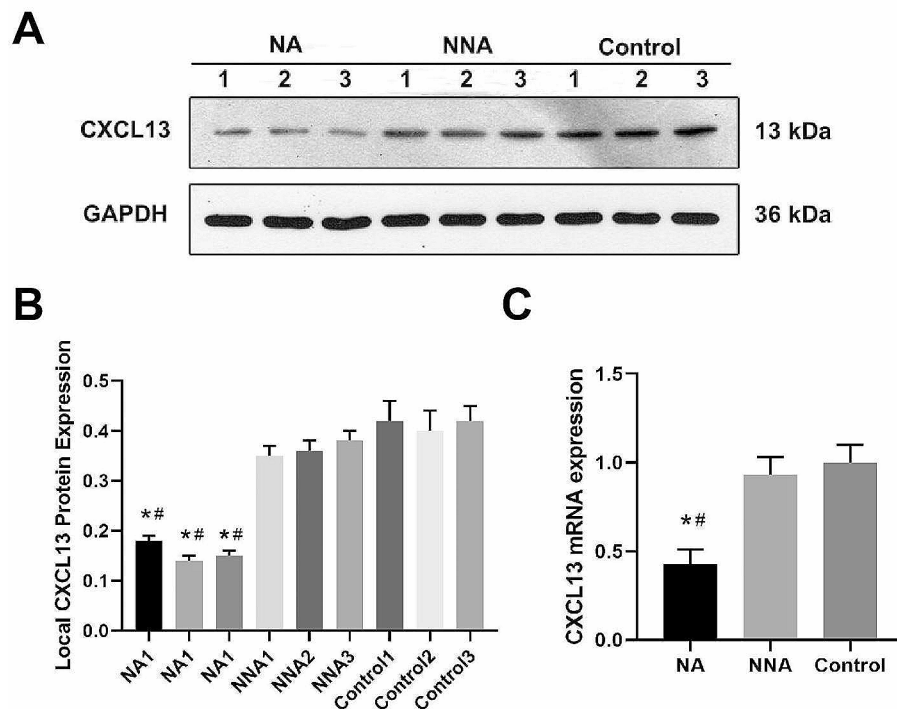 A
NA NNA Control
1 2 3 1 2 3 1 2 3
CXCL13 13 kDa
GAPDH 36 kDa
B
Local CXCL13 Protein Expression
0.5
0.4
0.3
0.2
0.1
0.0
*# *# *#
NA1 NA1 NA1 NNA1 NNA2 NNA3 Control1 Control2 Control3
C
CXCL13 mRNA expression
1.5
1.0
0.5
0.0
*#
NA NNA Control